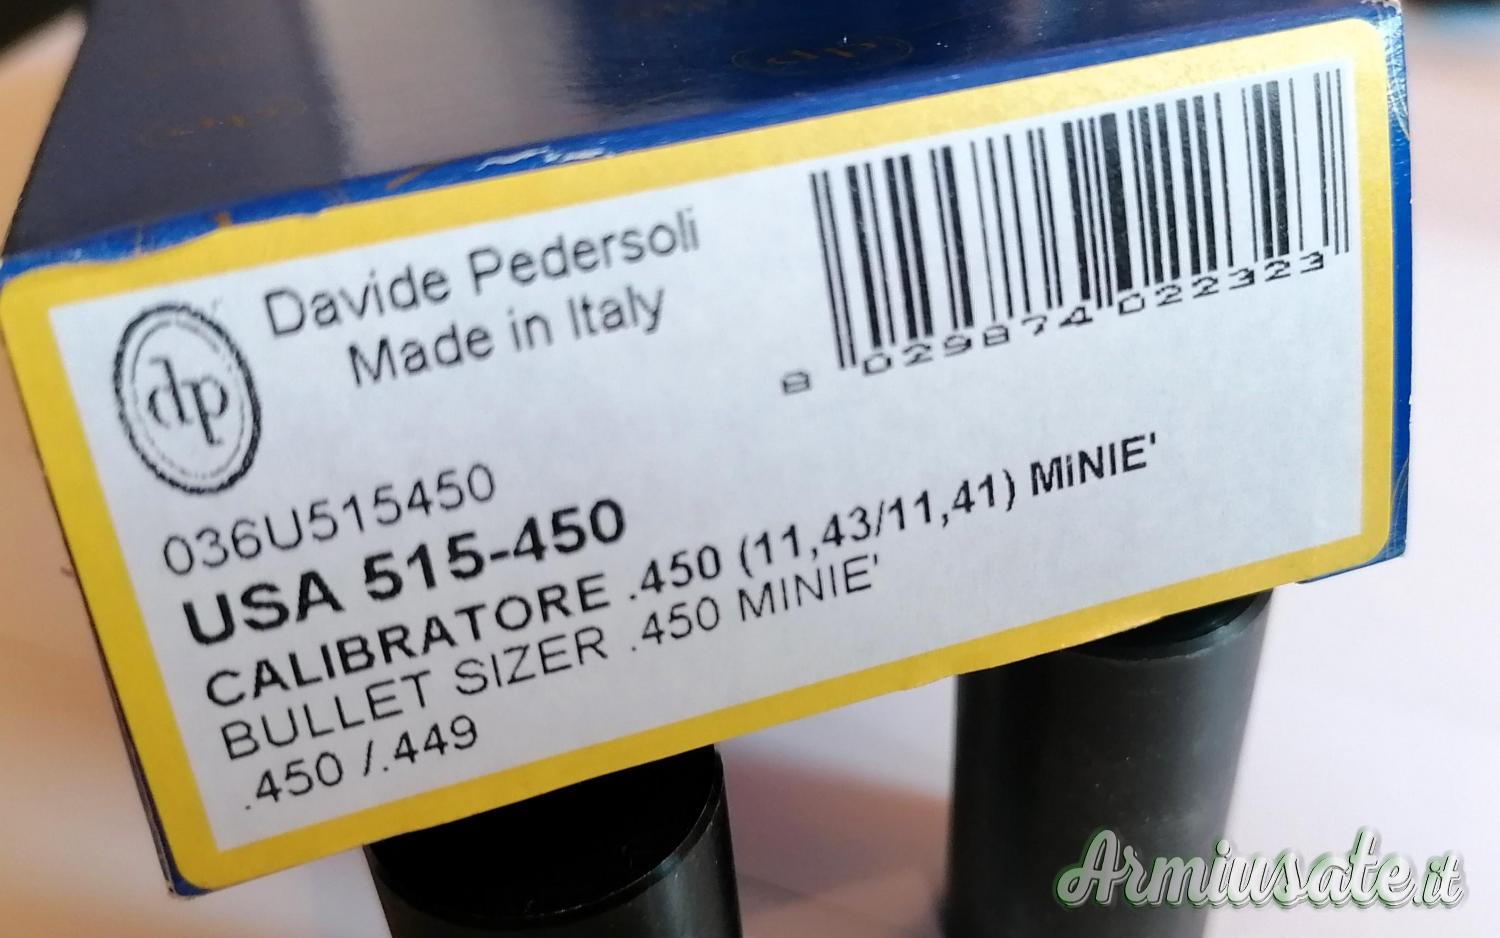 dp
Davide Pedersoli
Made in Italy
dp
8 029874 022323
036U515450
USA 515-450
CALIBRATORE .450 (11,43/11,41) MiNIE'
BULLET SIZER .450 MINIE'
.450 /.449
Armiusate.it